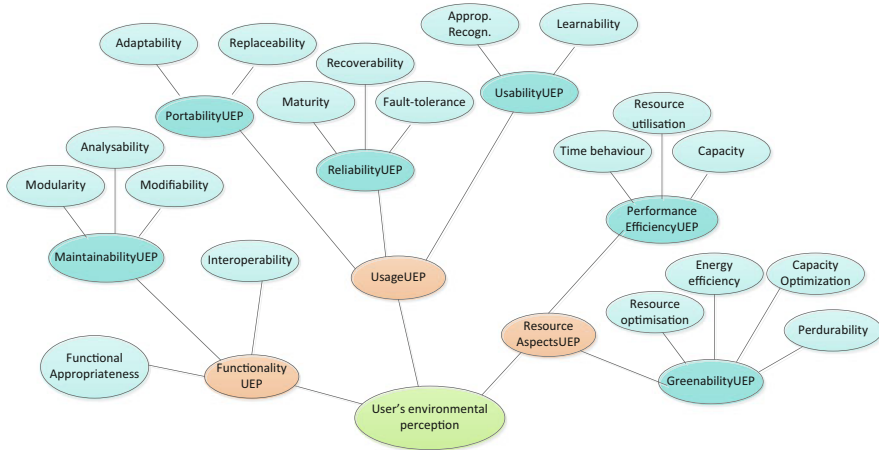 Approp.
Recogn.
Learnability
Adaptability
Replaceability
Recoverability
UsabilityUEP
Maturity
Fault-tolerance
PortabilityUEP
Resource
utilisation
Analysability
Time behaviour
Capacity
ReliabilityUEP
Modularity
Modifiability
Performance
EfficiencyUEP
MaintainabilityUEP
Interoperability
UsageUEP
Energy
efficiency
Capacity
Optimization
Resource
optimisation
Perdurability
Resource
AspectsUEP
Functional
Appropriateness
Functionality
UEP
GreenabilityUEP
User's environmental
perception